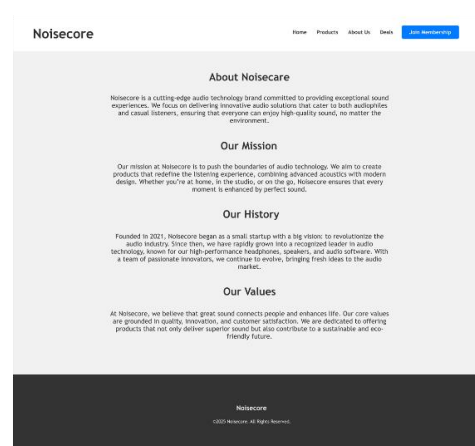 Noisecore
Home Products About Us Deals Join Membership
About Noisecare
Noisecore is a cutting-edge audio technology brand committed to providing exceptional sound
experiences. We focus on delivering innovative audio solutions that cater to both audiophiles
and casual listeners, ensuring that everyone can enjoy high-quality sound, no matter the
environment.
Our Mission
Our mission at Noisecore is to push the boundaries of audio technology. We aim to create
products that redefine the listening experience, combining advanced acoustics with modern
design. Whether you're at home, in the studio, or on the go, Noisecore ensures that every
moment is enhanced by perfect sound.
Our History
Founded in 2021, Noisecore began as a small startup with a big vision: to revolutionize the
audio industry. Since then, we have rapidly grown into a recognized leader in audio
technology, known for our high-performance headphones, speakers, and audio software. With
a team of passionate innovators, we continue to evolve, bringing fresh ideas to the audio
market.
Our Values
At Noisecore, we believe that great sound connects people and enhances life. Our core values
are grounded in quality, innovation, and customer satisfaction. We are dedicated to offering
products that not only deliver superior sound but also contribute to a sustainable and eco-
friendly future.
Noisecore
©2025 Noisecore. All Rights Reserved.